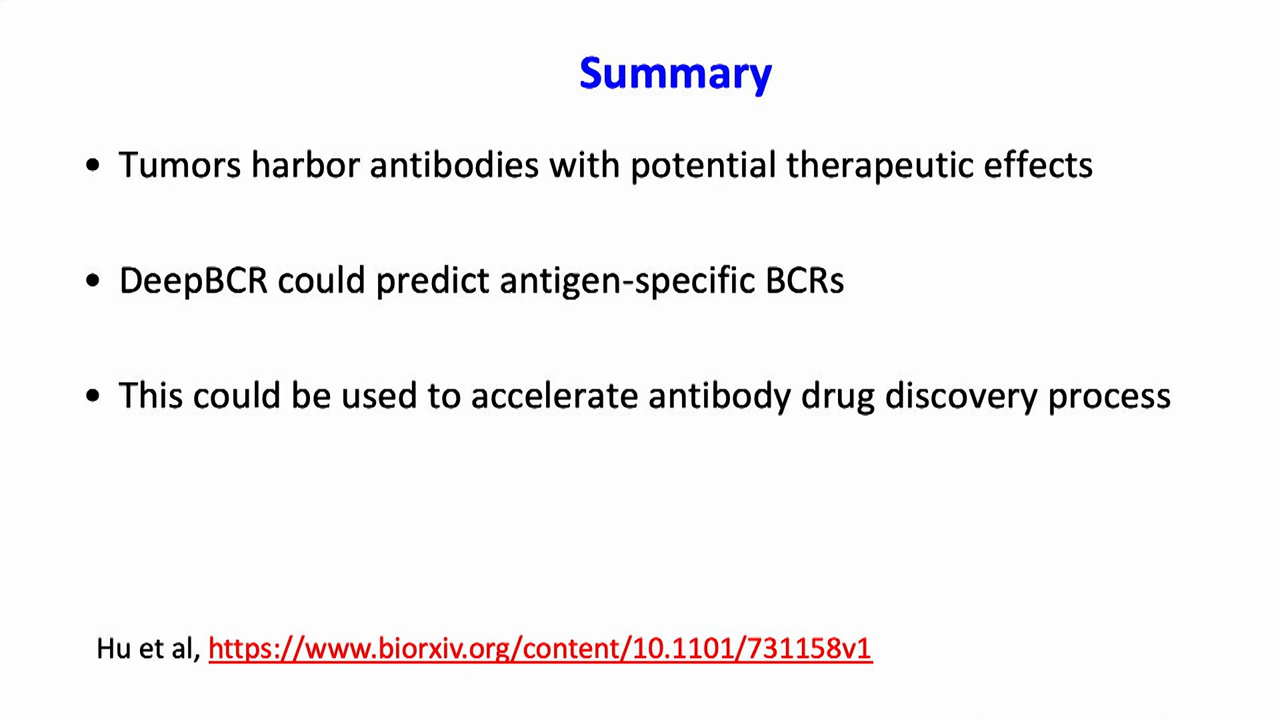 Summary
• Tumors harbor antibodies with potential therapeutic effects
• DeepBCR could predict antigen-specific BCRs
• This could be used to accelerate antibody drug discovery process
Hu et al, https://www.biorxiv.org/content/10.1101/731158v1